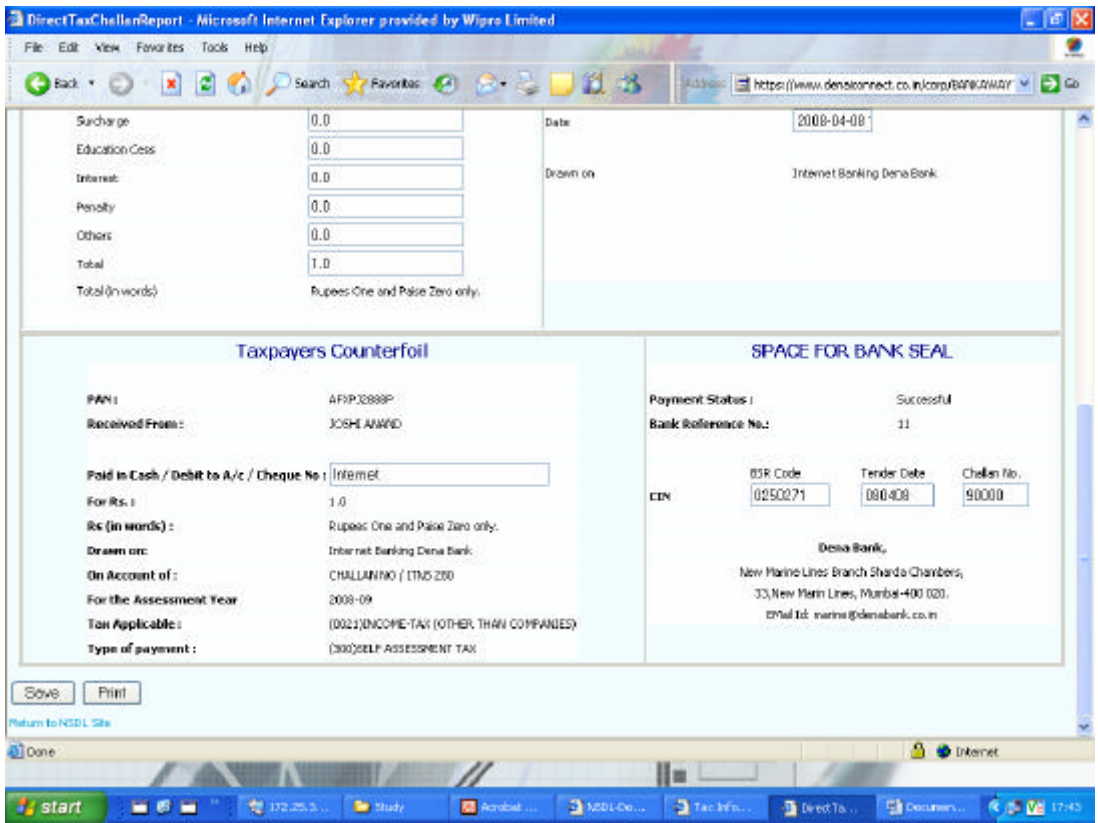 DirectTaxChallanReport - Microsoft Internet Explorer provided by Wipro Limited
File Edit View Favorites Tools Help
Back Search Favorites Address https://www.denaiconnect.co.in/corp/BANKAWAY Go
Surcharge 0.0 Date 2008-04-08
Education Cess 0.0
Interest 0.0 Drawn on Internet Banking Dena Bank
Penalty 0.0
Others 0.0
Total 1.0
Total(in words) Rupees One and Paise Zero only.
Taxpayers Counterfoil SPACE FOR BANK SEAL
PAN : AFXPJ2888P Payment Status : Successful
Received From : JOSHI ANAND Bank Reference No.: 11
Paid in Cash / Debit to A/c / Cheque No : Internet
BSR Code Tender Date Challan No.
For Rs. : 1.0 CIN 0250271 080408 90000
Rs (in words) : Rupees One and Paise Zero only.
Drawn on: Internet Banking Dena Bank Dena Bank,
On Account of : CHALLAN NO / ITNS 280 New Marine Lines Branch Sharda Chambers,
For the Assessment Year 2008-09 33,New Marin Lines, Mumbai-400 020.
Tax Applicable : (0021)INCOME-TAX (OTHER THAN COMPANIES) EMail Id: marine@denabank.co.in
Type of payment : (300)SELF ASSESSMENT TAX
Save Print
Return to NSDL Site
Done Internet
start 172.25.3... Study Acrobat ... NSDL-De... Tax Info... DirectTa... Documen... 17:43